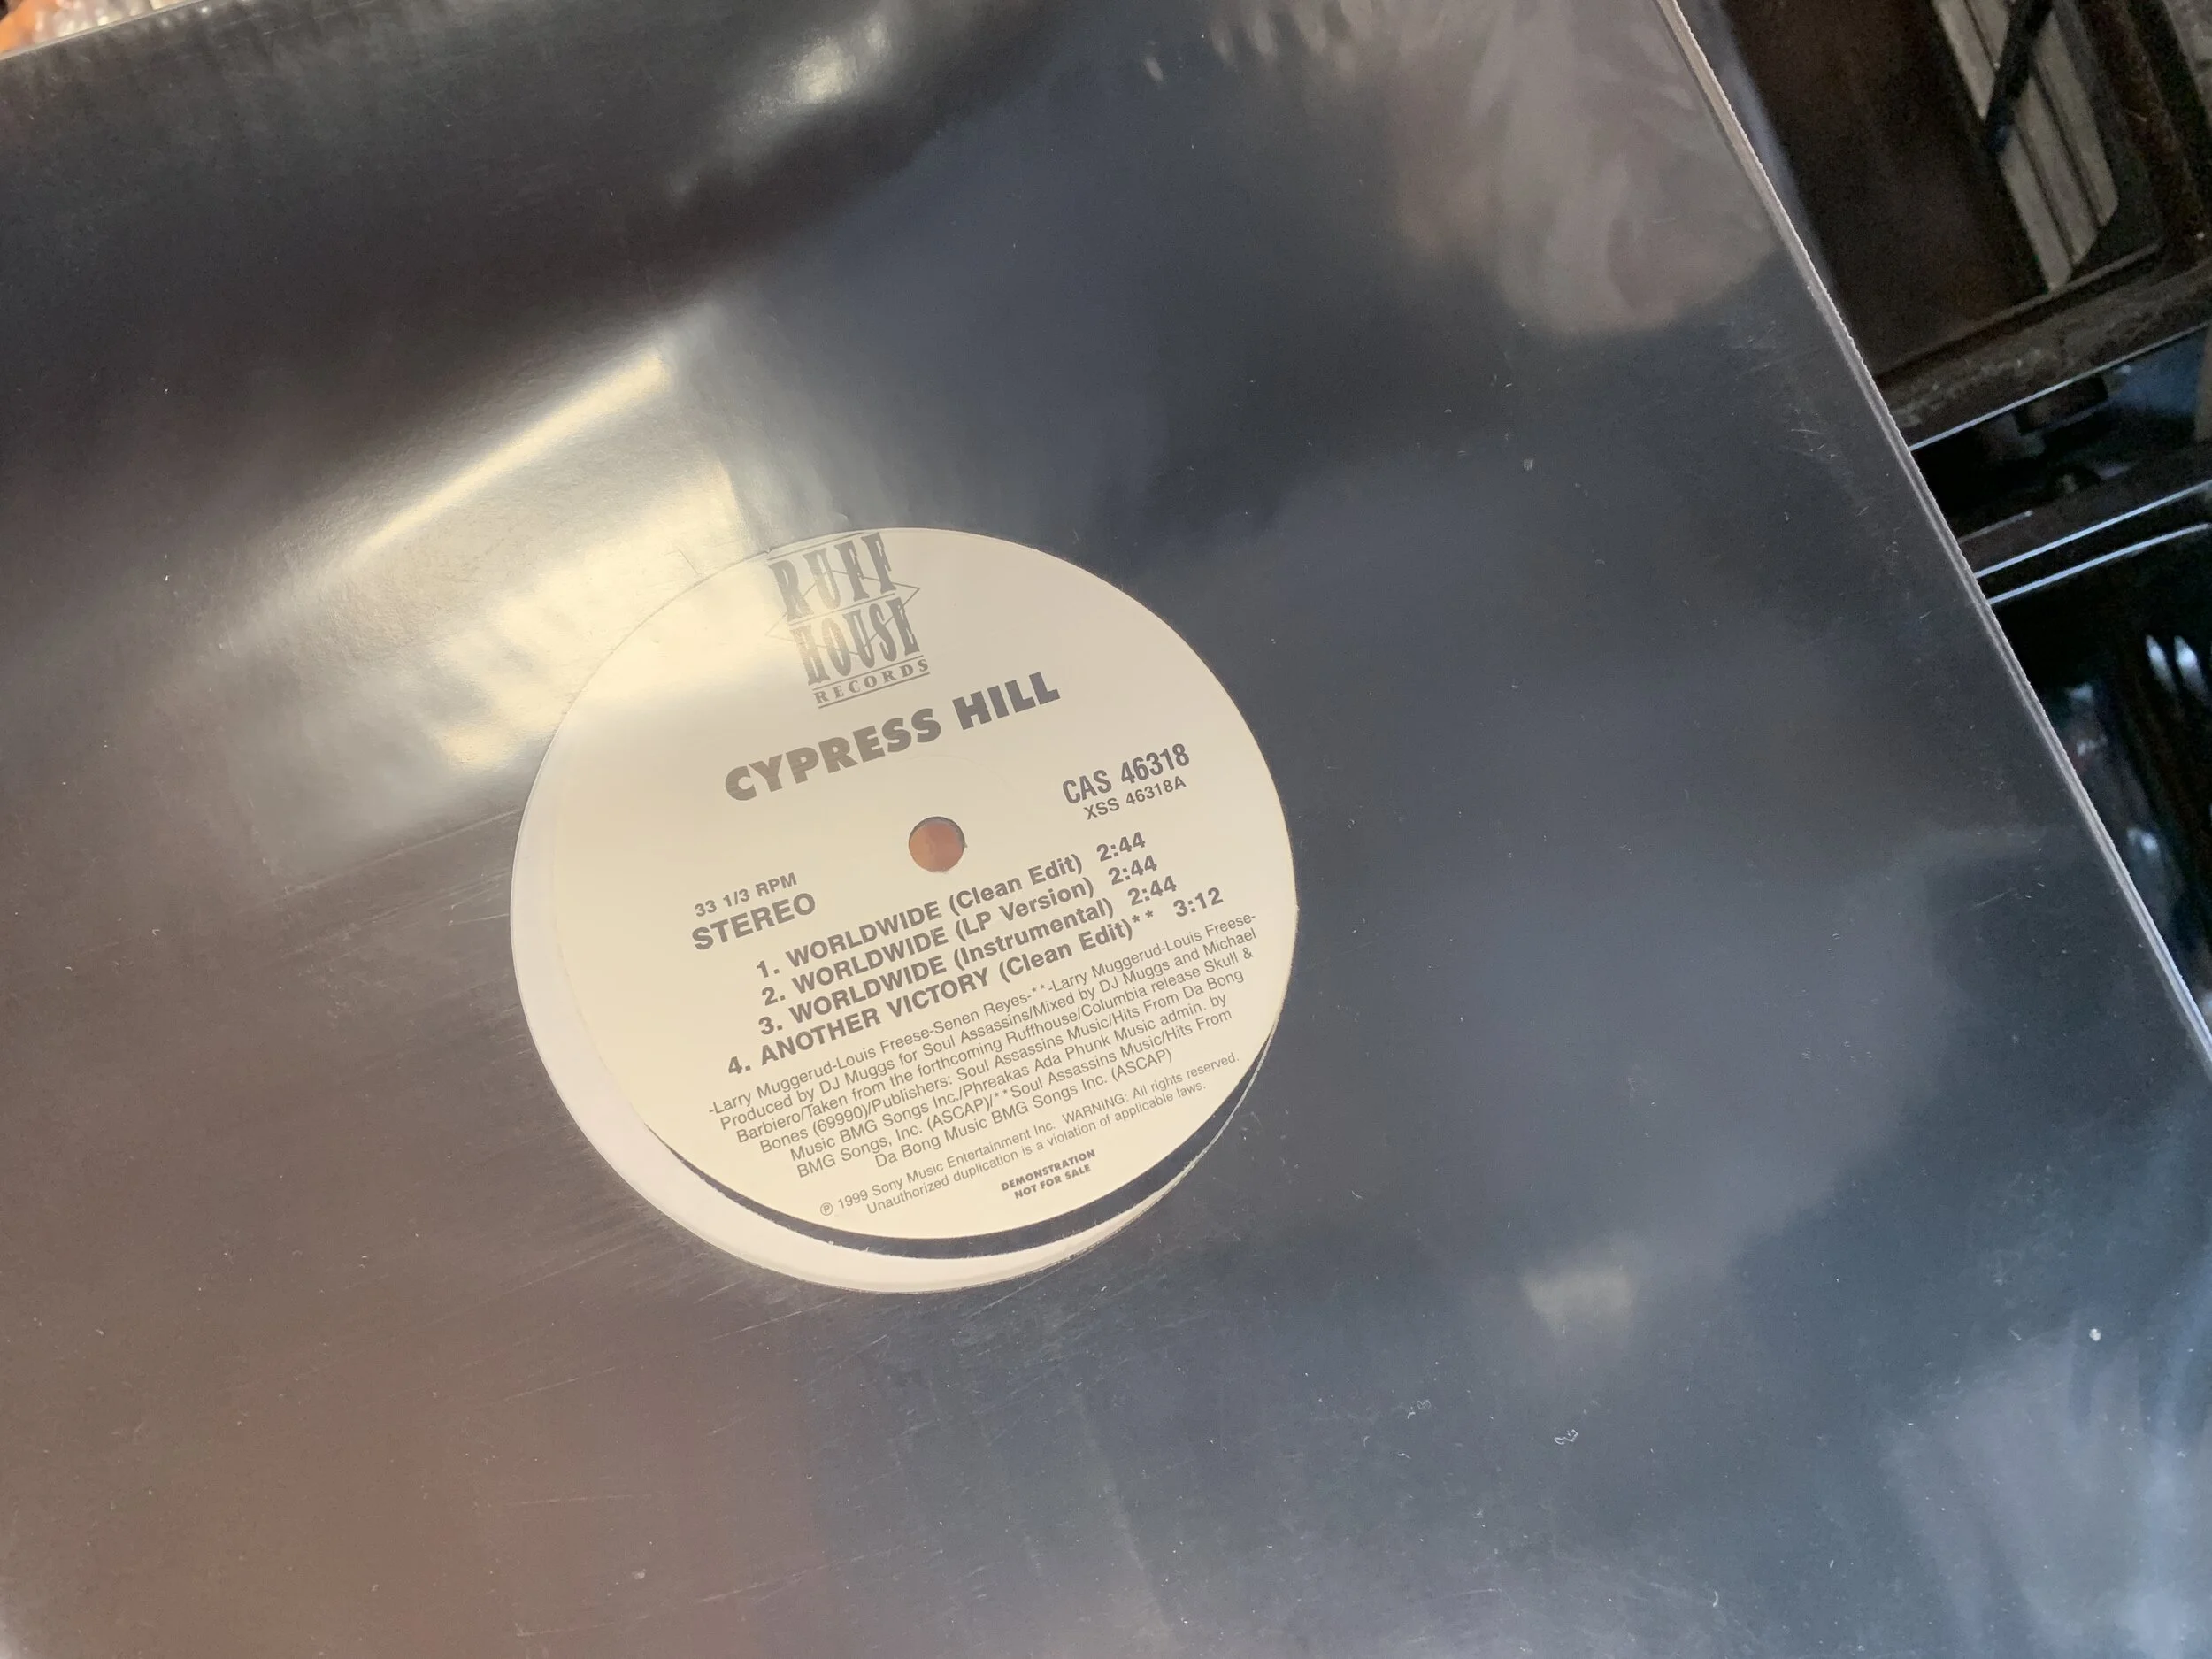 RUFF
HOUSE
RECORDS
CYPRESS HILL
CAS 46318
XSS 46318A
33 1/3 RPM
STEREO
1. WORLDWIDE (Clean Edit) 2:44
2. WORLDWIDE (LP Version) 2:44
3. WORLDWIDE (Instrumental) 2:44
4. ANOTHER VICTORY (Clean Edit)** 3:12
-Larry Muggerud-Louis Freese-Senen Reyes-**-Larry Muggerud-Louis Freese-
Produced by DJ Muggs for Soul Assassins/Mixed by DJ Muggs and Michael
Barbiero/Taken from the forthcoming Ruffhouse/Columbia release Skull &
Bones (69990)/Publishers: Soul Assassins Music/Hits From Da Bong
Music BMG Songs Inc./Phreakas Ada Phunk Music admin. by
BMG Songs, Inc. (ASCAP)/**Soul Assassins Music/Hits From
Da Bong Music BMG Songs Inc. (ASCAP)
℗ 1999 Sony Music Entertainment Inc. WARNING: All rights reserved.
Unauthorized duplication is a violation of applicable laws.
DEMONSTRATION
NOT FOR SALE